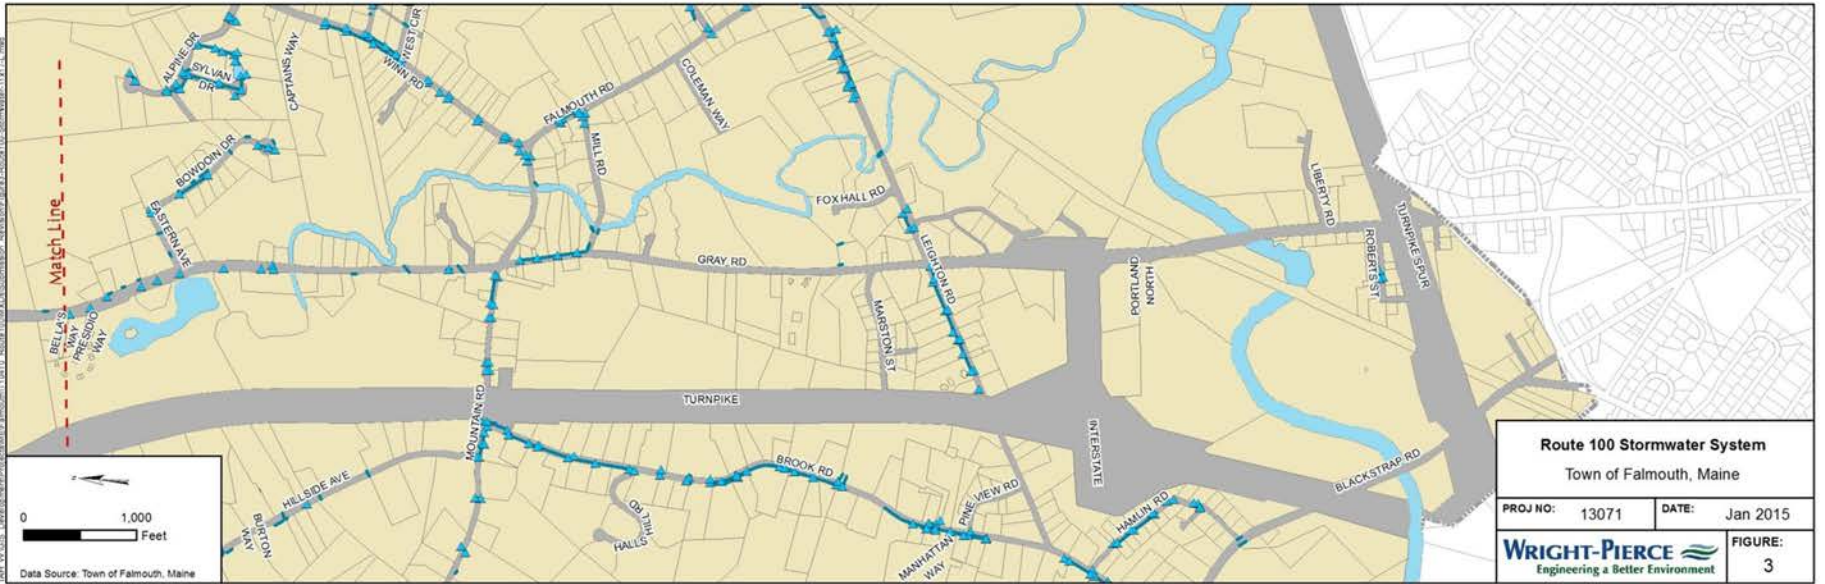 ALPINE DR
SYLVAN
DR
CAPTAINS WAY
WINN RD
WEST CIR
FALMOUTH RD
COLEMAN WAY
MILL RD
BOWDOIN DR
EASTERN AVE
Match Line
FOXHALL RD
LEIGHTON RD
GRAY RD
LIBERTY RD
ROBERTS ST
TURNPIKE SPUR
PORTLAND
NORTH
MARSTON ST
BELLA'S
WAY
PRESIDIO
WAY
TURNPIKE
MOUNTAIN RD
INTERSTATE
BROOK RD
BLACKSTRAP RD
HILLSIDE AVE
BURTON
WAY
HALLS
HILL RD
PINE VIEW RD
MANHATTAN
WAY
HAMLIN RD
0 1,000
Feet
Data Source: Town of Falmouth, Maine
Route 100 Stormwater System
Town of Falmouth, Maine
PROJ NO: 13071 DATE: Jan 2015
WRIGHT-PIERCE
Engineering a Better Environment
FIGURE:
3